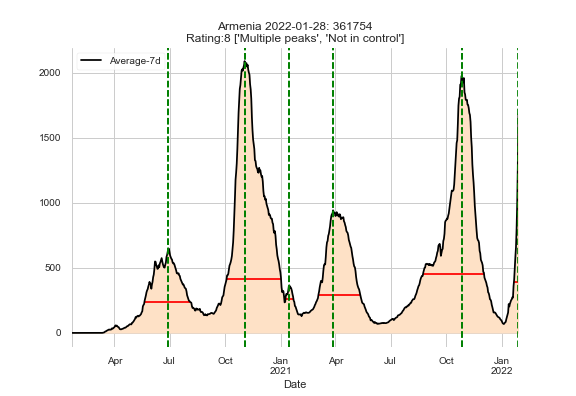 Armenia 2022-01-28: 361754
Rating:8 ['Multiple peaks', 'Not in control']
Average-7d
2000
1500
1000
500
0
Apr Jul Oct Jan Apr Jul Oct Jan
2021 2022
Date